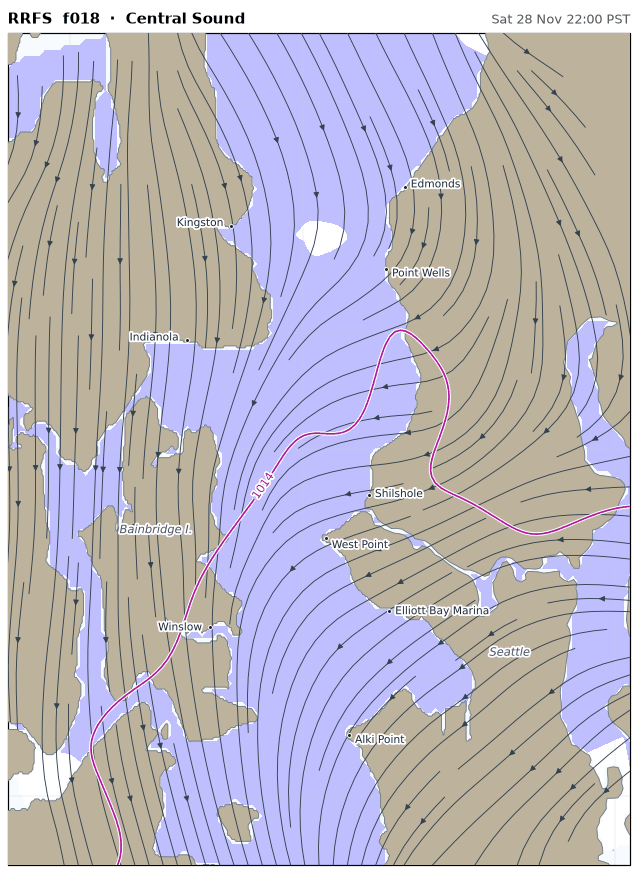 RRFS f018 · Central Sound
Sat 28 Nov 22:00 PST
Edmonds
Kingston
Point Wells
Indianola
1014
Shilshole
Bainbridge I.
West Point
Elliott Bay Marina
Winslow
Seattle
Alki Point